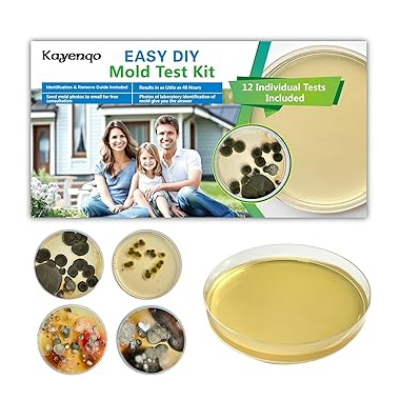 Kayenqo
EASY DIY
Mold Test Kit
Identification & Remove Guide Included
Results in as Little at 48 Hours
Send mold photos to email for free
consultation
Photos of laboratory identification of
mold give you the answer
12 Individual Tests
Included